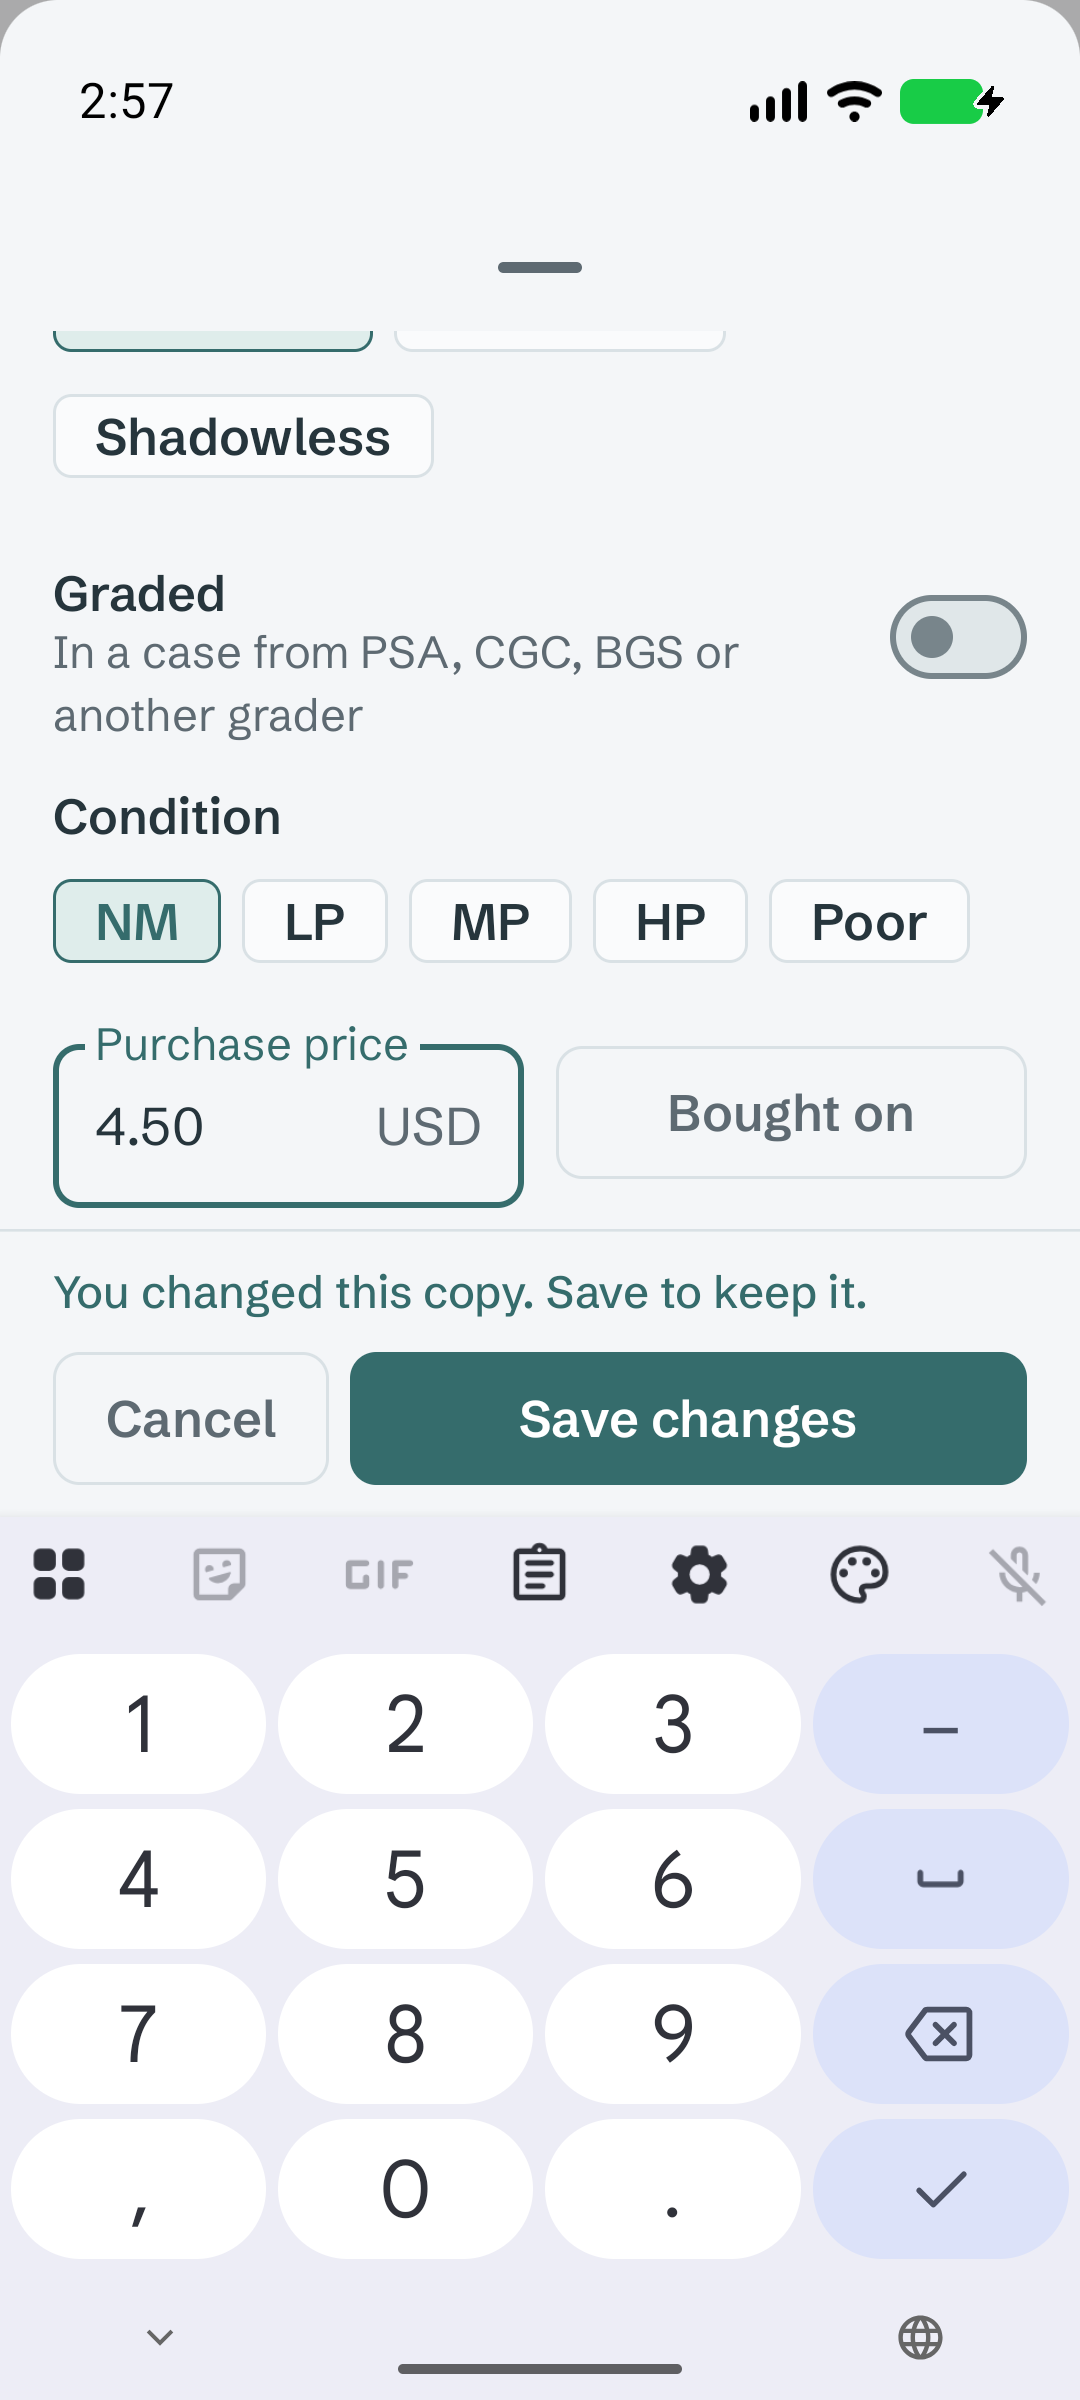 2:57
Shadowless
Graded
In a case from PSA, CGC, BGS or
another grader
Condition
NM LP MP HP Poor
Purchase price
4.50 USD
Bought on
You changed this copy. Save to keep it.
Cancel Save changes
GIF
1 2 3 –
4 5 6
7 8 9
, 0 .